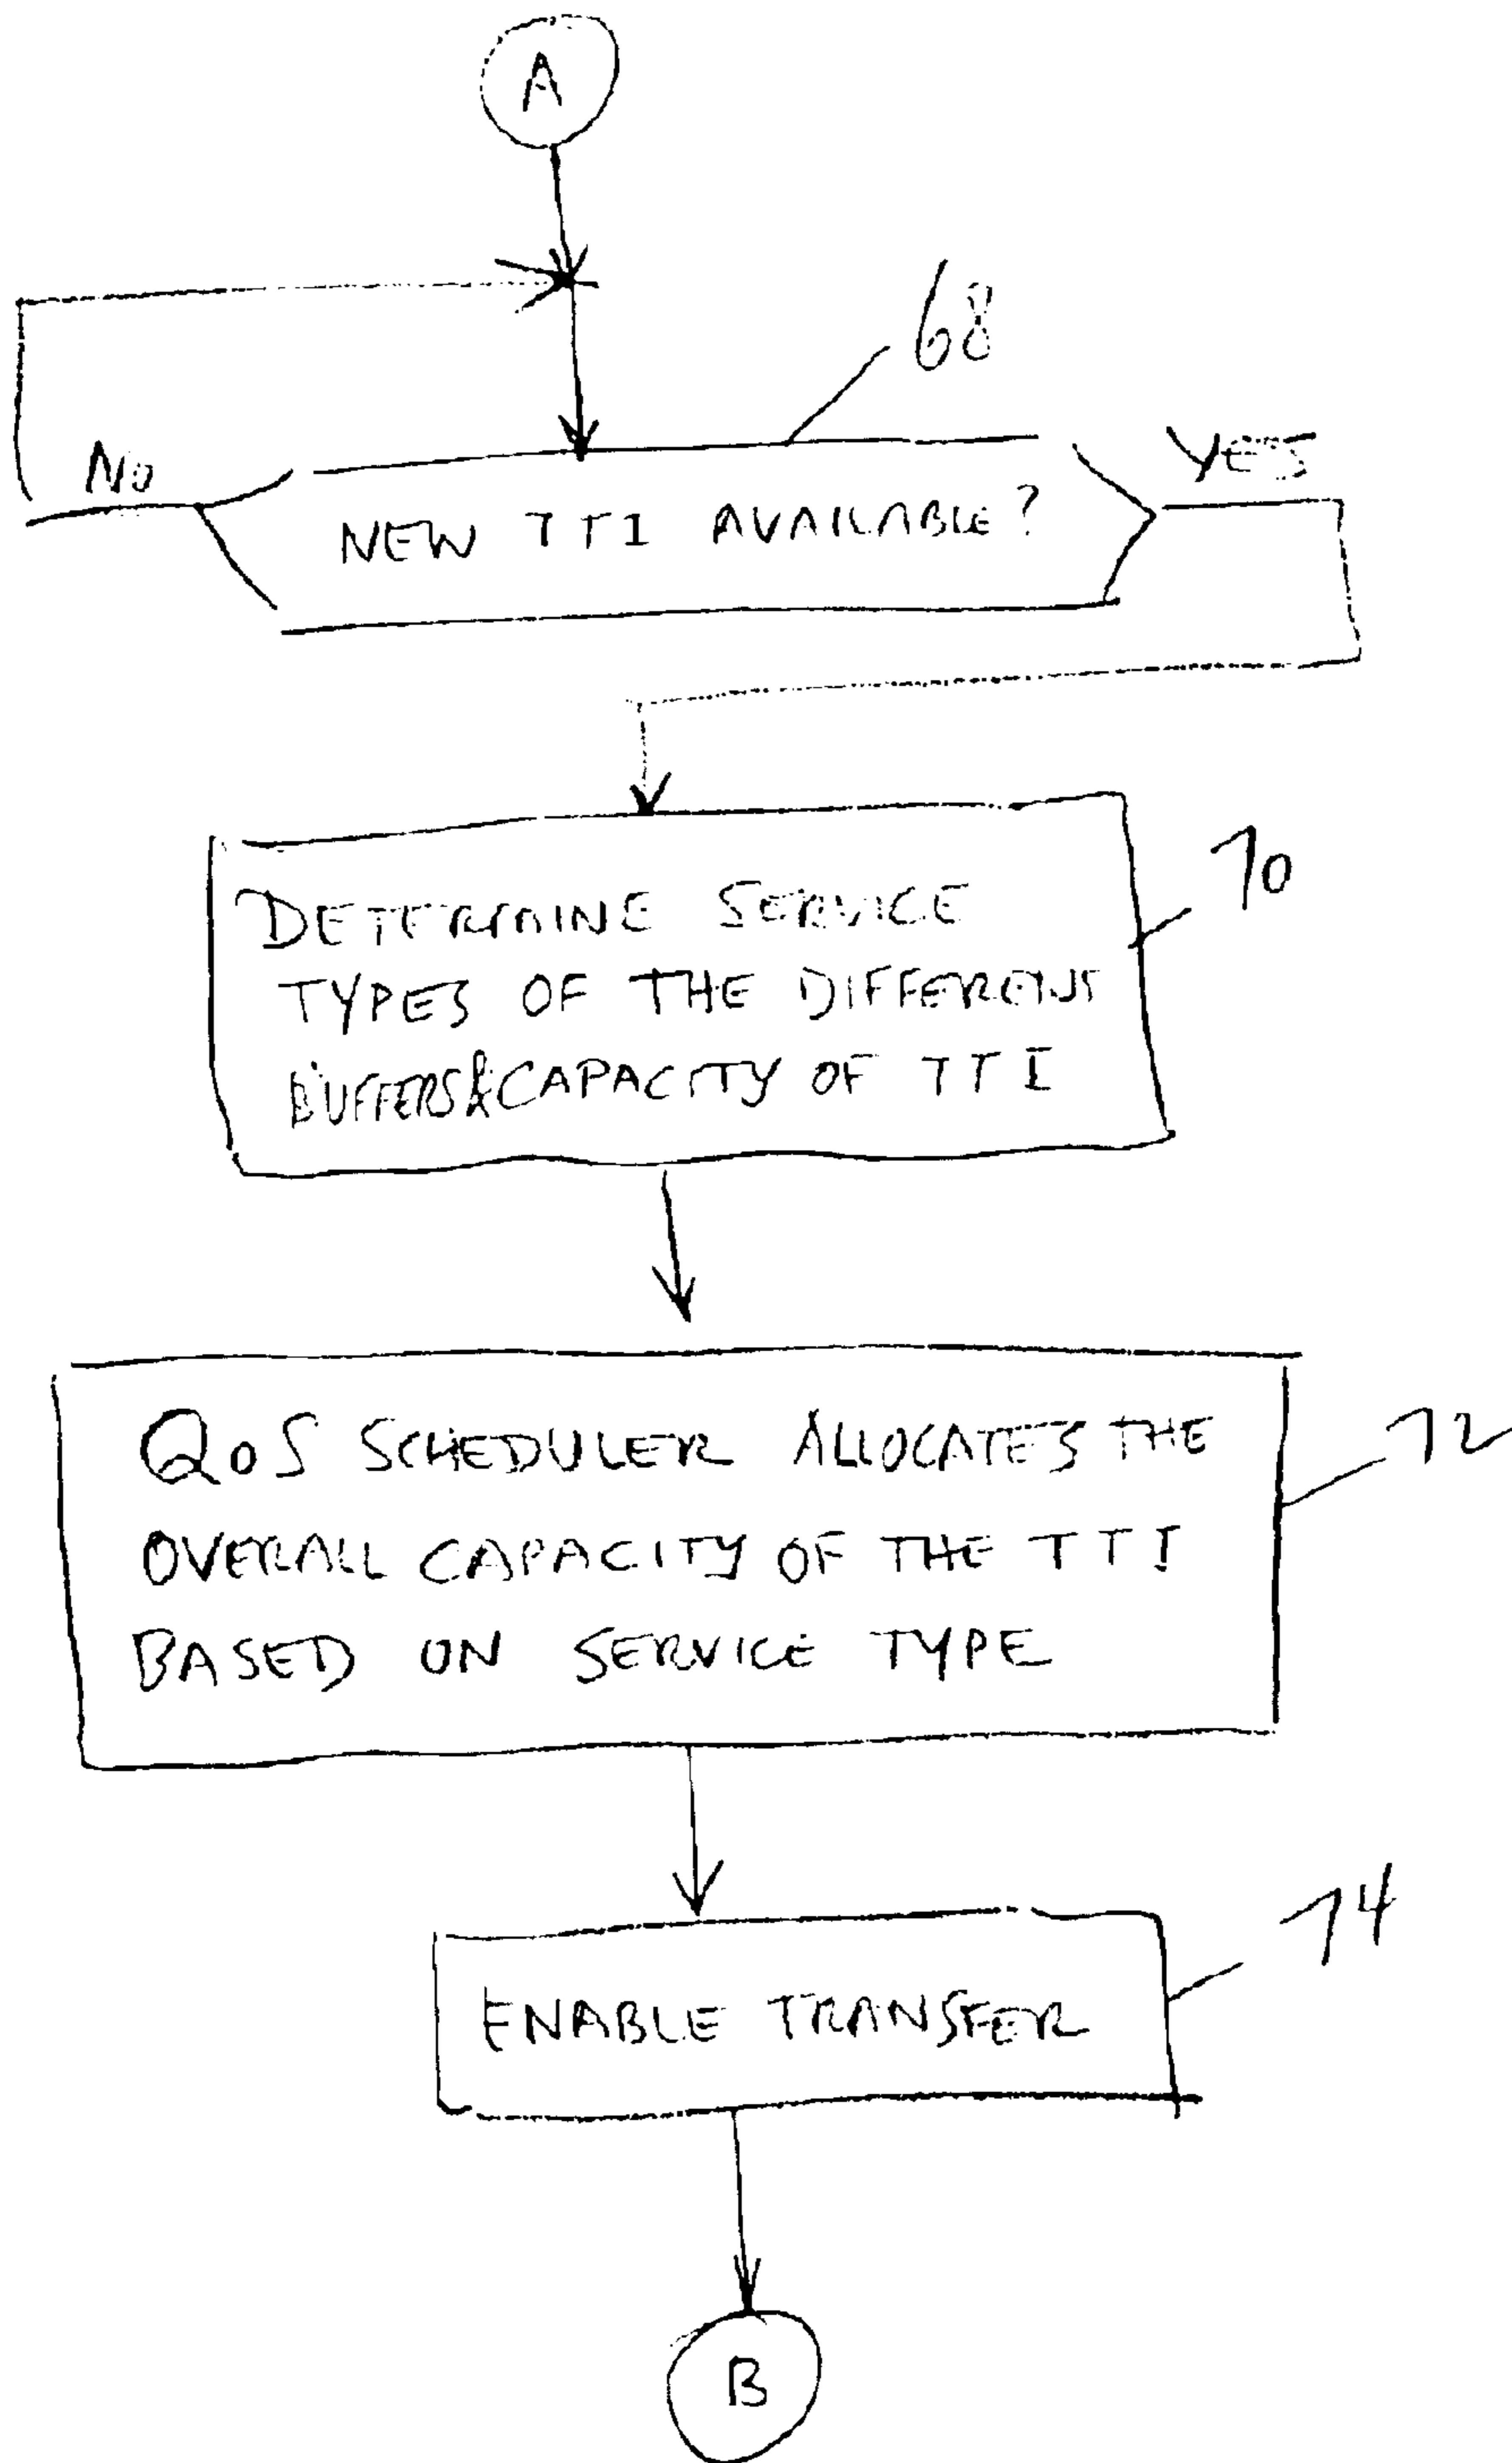 A
68
NO
YES
NEW TTI AVAILABLE?
70
DETERMINE SERVICE
TYPES OF THE DIFFERENT
BUFFERS & CAPACITY OF TTI
72
QoS SCHEDULER ALLOCATES THE
OVERALL CAPACITY OF THE TTI
BASED ON SERVICE TYPE
74
ENABLE TRANSFER
B